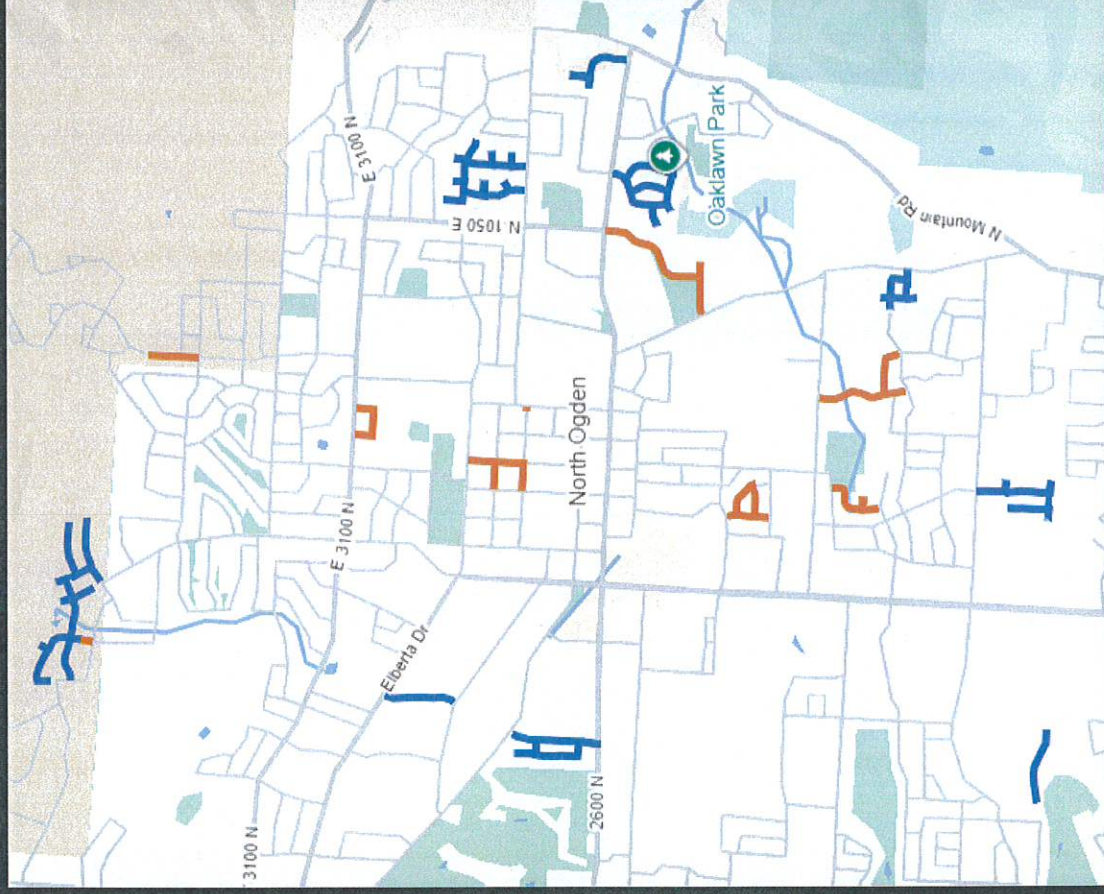 E 3100 N
N 1050 E
Oaklawn Park
N Mountain Rd
North Ogden
E 3100 N
Elberta Dr
3100 N
2600 N